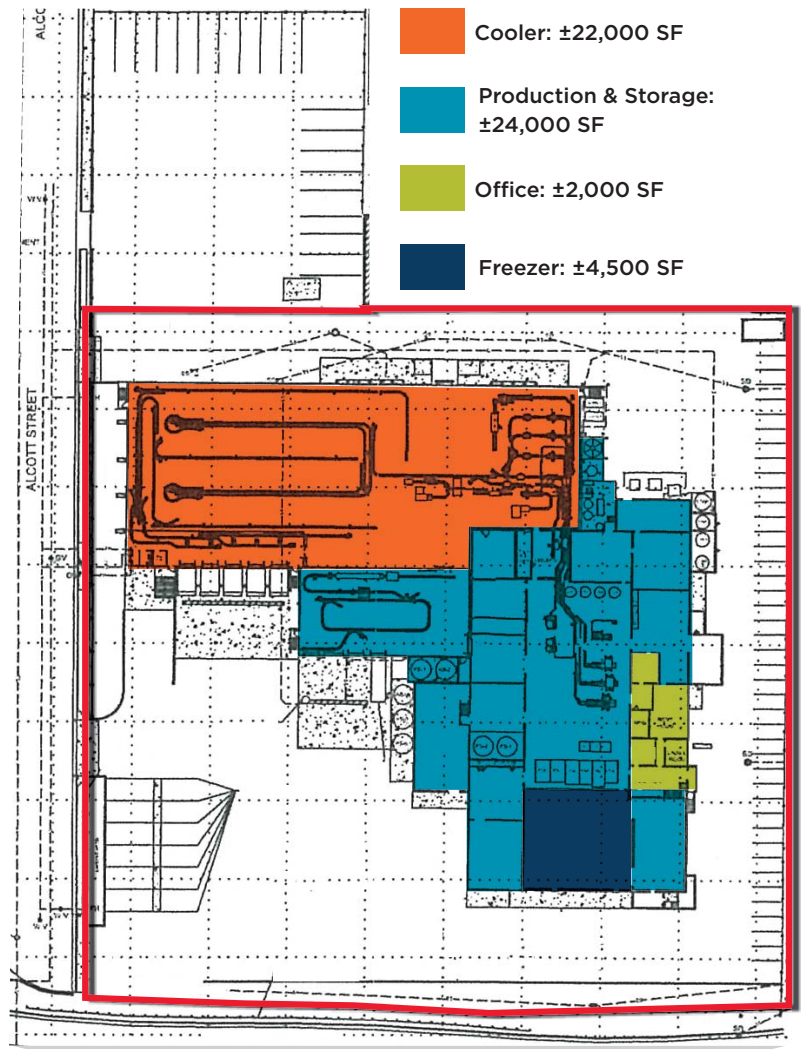 ALCO
Cooler: ±22,000 SF
Production & Storage:
±24,000 SF
Office: ±2,000 SF
Freezer: ±4,500 SF
ALCOTT STREET